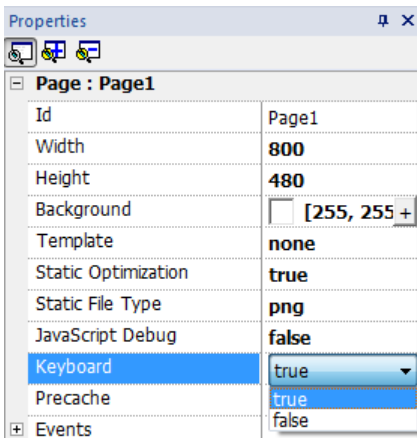 Properties
Page : Page1
Id Page1
Width 800
Height 480
Background [255, 255 +
Template none
Static Optimization true
Static File Type png
JavaScript Debug false
Keyboard true
Precache true
Events false